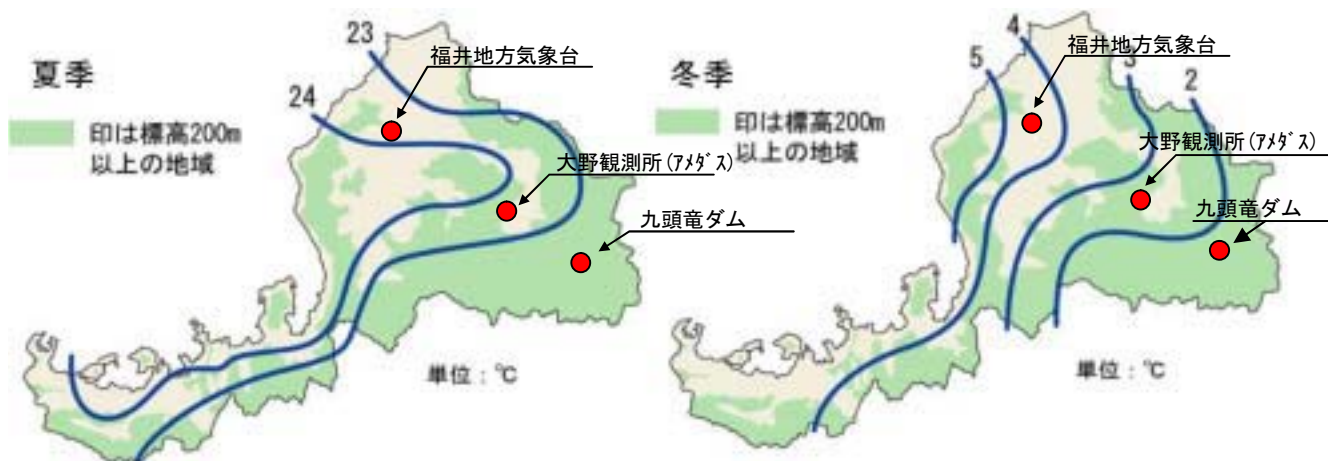 夏季
印は標高200m
以上の地域
23
24
福井地方気象台
大野観測所(ｱﾒﾀﾞｽ)
九頭竜ダム
単位：℃
冬季
印は標高200m
以上の地域
5
4
3
2
福井地方気象台
大野観測所(ｱﾒﾀﾞｽ)
九頭竜ダム
単位：℃